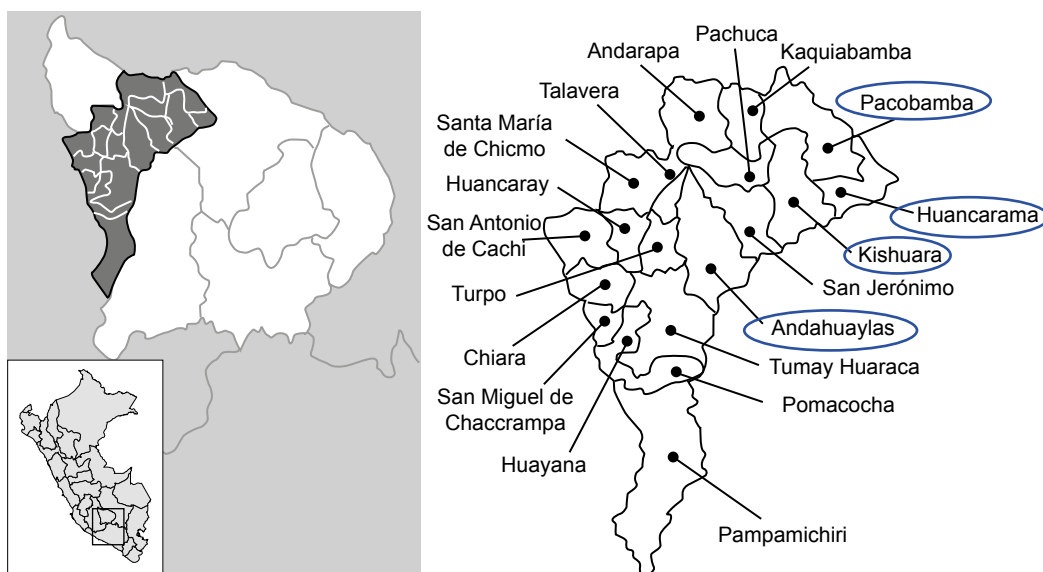 Pachuca
Andarapa
Kaquiabamba
Talavera
Pacobamba
Santa María
de Chicmo
Huancaray
Huancarama
San Antonio
de Cachi
Kishuara
Turpo
San Jerónimo
Andahuaylas
Chiara
Tumay Huaraca
San Miguel de
Chaccrampa
Pomacocha
Huayana
Pampamichiri